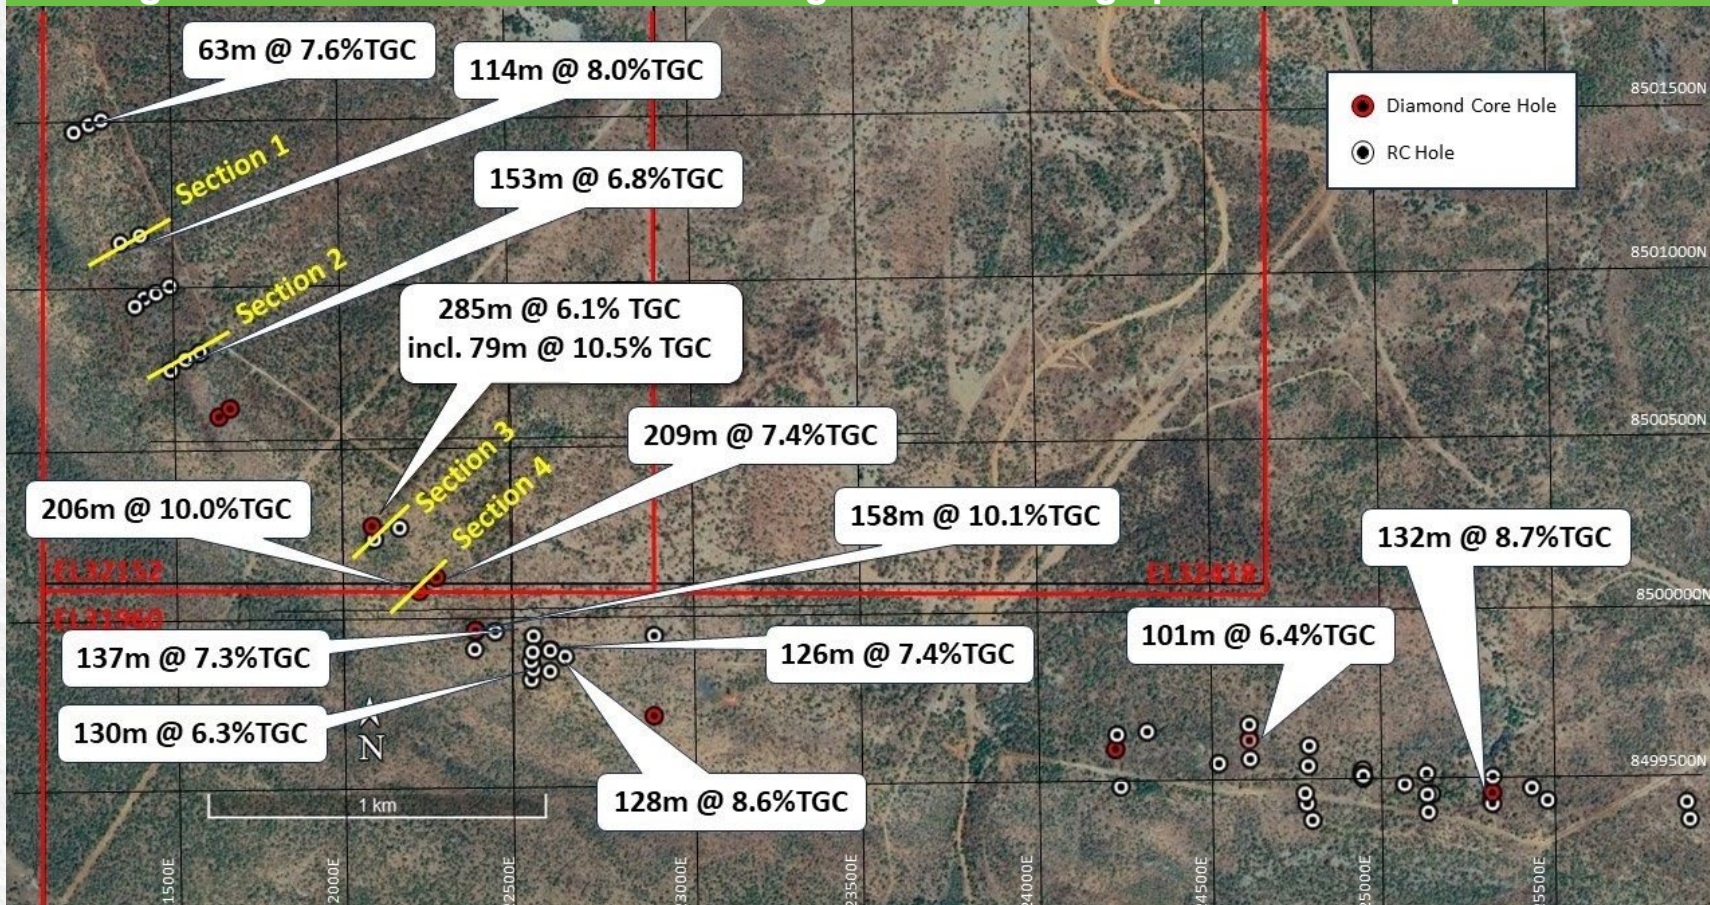 63m @ 7.6%TGC
114m @ 8.0%TGC
8501500N
Diamond Core Hole
RC Hole
Section 1
153m @ 6.8%TGC
8501000N
Section 2
285m @ 6.1% TGC
incl. 79m @ 10.5% TGC
8500500N
209m @ 7.4%TGC
Section 3
Section 4
206m @ 10.0%TGC
158m @ 10.1%TGC
132m @ 8.7%TGC
EL32152
8500000N
EL31960
101m @ 6.4%TGC
137m @ 7.3%TGC
126m @ 7.4%TGC
130m @ 6.3%TGC
N
8499500N
128m @ 8.6%TGC
1 km